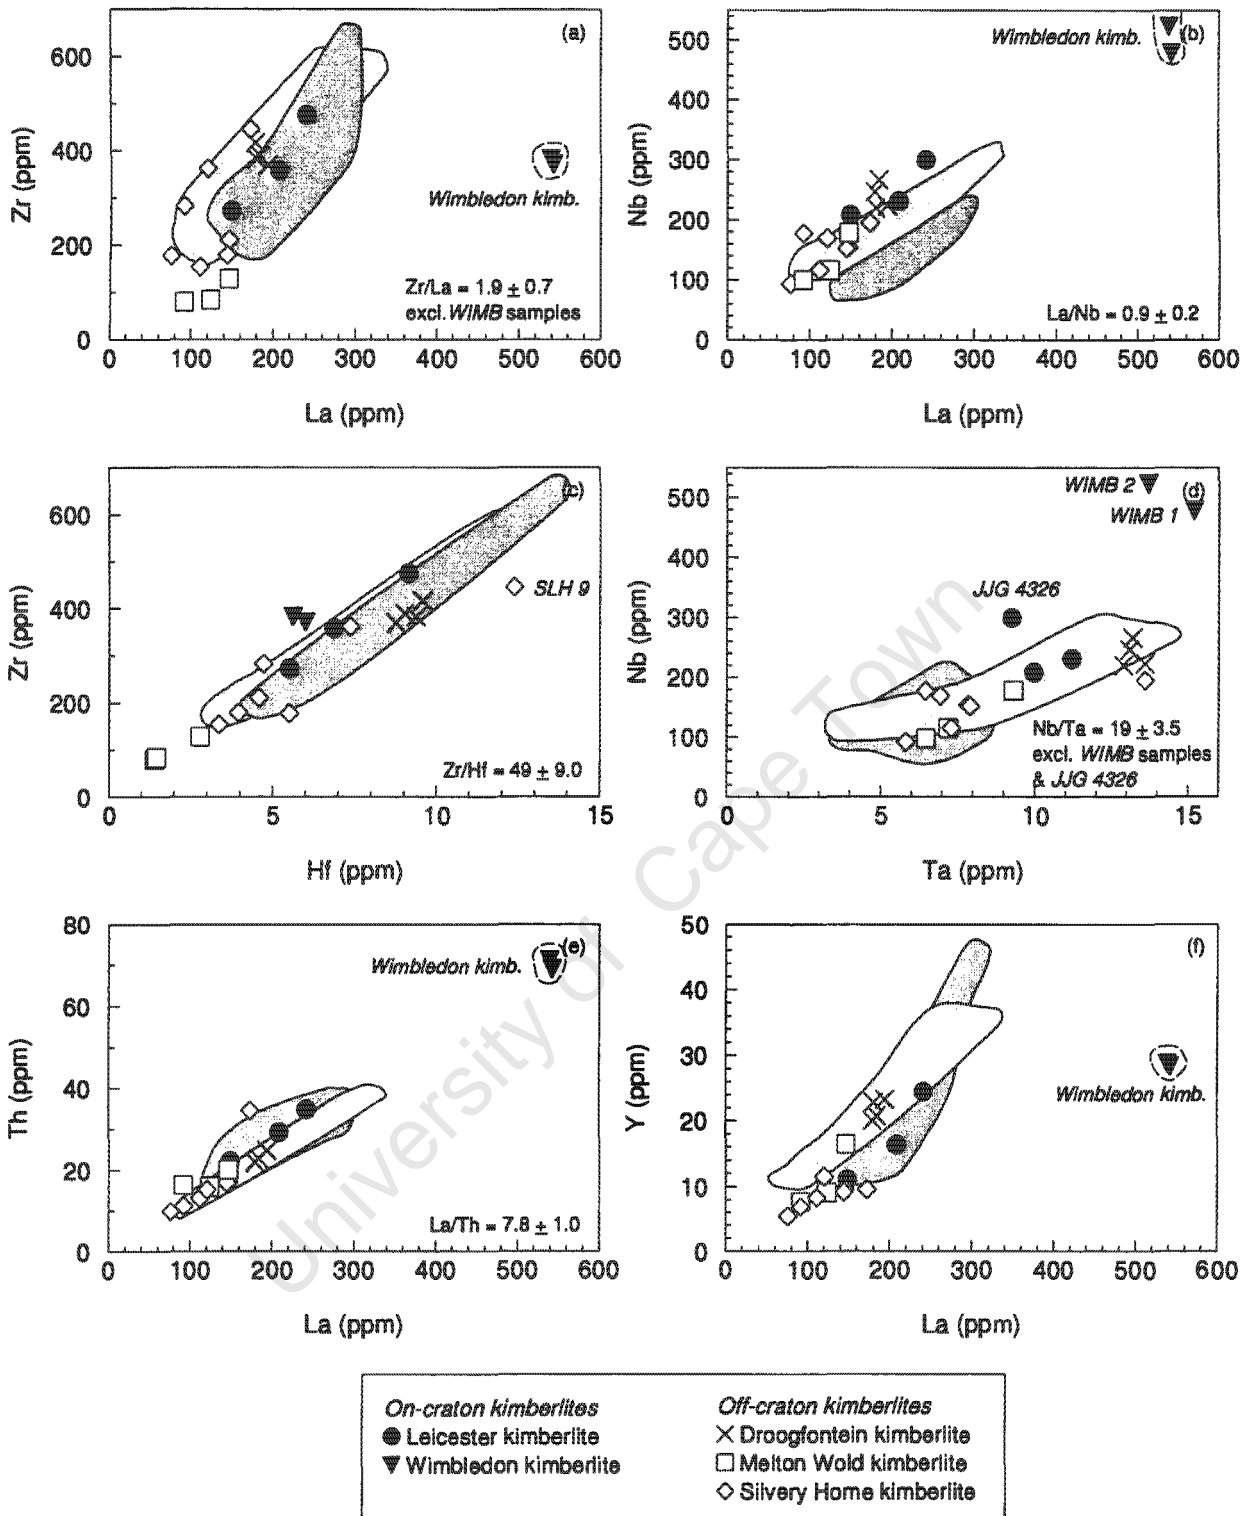 (a)
600
400
200
0
Zr (ppm)
Wimbledon kimb.
Zr/La = 1.9 ± 0.7
excl. WIMB samples
0 100 200 300 400 500 600
La (ppm)
(b)
500
400
300
200
100
0
Nb (ppm)
Wimbledon kimb.
La/Nb = 0.9 ± 0.2
0 100 200 300 400 500 600
La (ppm)
(c)
600
400
200
0
Zr (ppm)
SLH 9
Zr/Hf = 49 ± 9.0
0 5 10 15
Hf (ppm)
(d)
500
400
300
200
100
0
Nb (ppm)
WIMB 2
WIMB 1
JJG 4326
Nb/Ta = 19 ± 3.5
excl. WIMB samples
& JJG 4326
0 5 10 15
Ta (ppm)
(e)
80
60
40
20
0
Th (ppm)
Wimbledon kimb.
La/Th = 7.8 ± 1.0
0 100 200 300 400 500 600
La (ppm)
(f)
50
40
30
20
10
0
Y (ppm)
Wimbledon kimb.
0 100 200 300 400 500 600
La (ppm)
University of Cape Town
On-craton kimberlites
Leicester kimberlite
Wimbledon kimberlite
Off-craton kimberlites
Droogfontein kimberlite
Melton Wold kimberlite
Silvery Home kimberlite